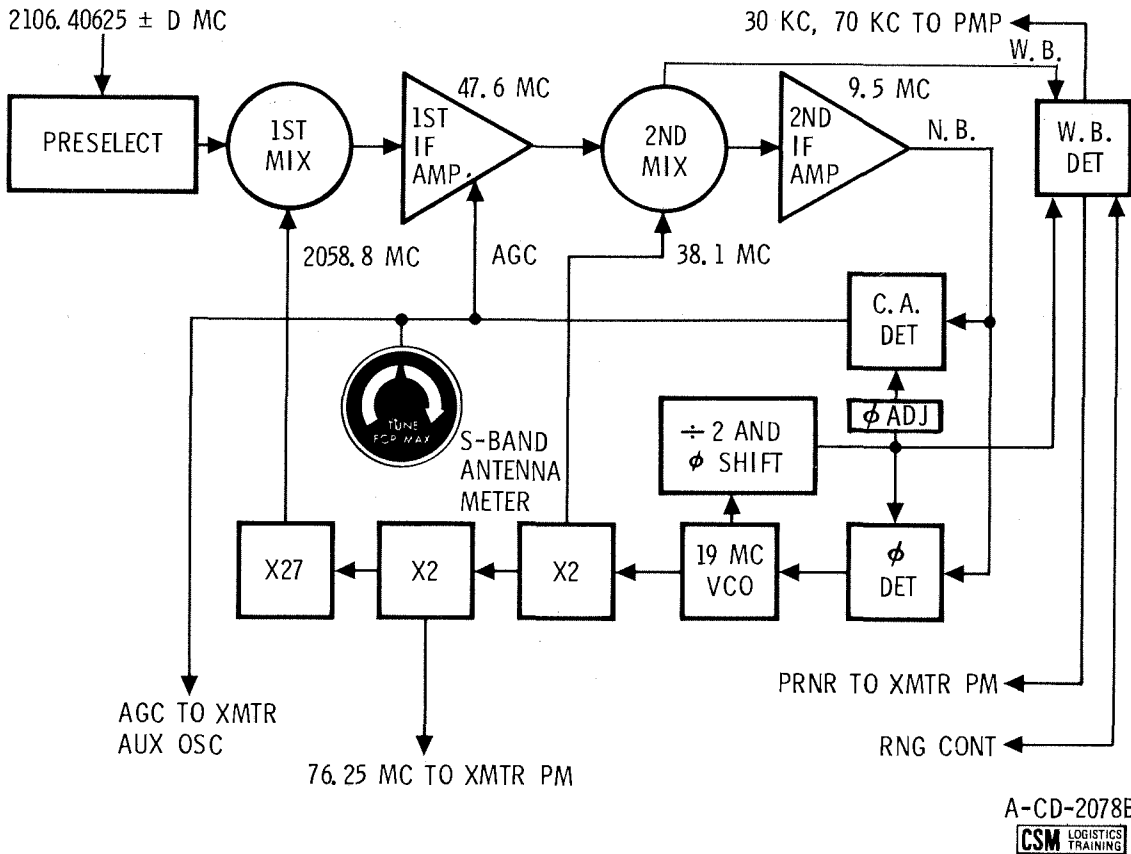 2106.40625 ± D MC
30 KC, 70 KC TO PMP
W.B.
47.6 MC
9.5 MC
N.B.
PRESELECT
1ST
MIX
1ST
IF
AMP.
2ND
MIX
2ND
IF
AMP
W.B.
DET
2058.8 MC
AGC
38.1 MC
C.A.
DET
TUNE
FOR MAX
S-BAND
ANTENNA
METER
÷2 AND
ϕ SHIFT
ϕ ADJ
X27
X2
X2
19 MC
VCO
ϕ
DET
AGC TO XMTR
AUX OSC
76.25 MC TO XMTR PM
PRNR TO XMTR PM
RNG CONT
A-CD-2078B
CSM LOGISTICS
TRAINING